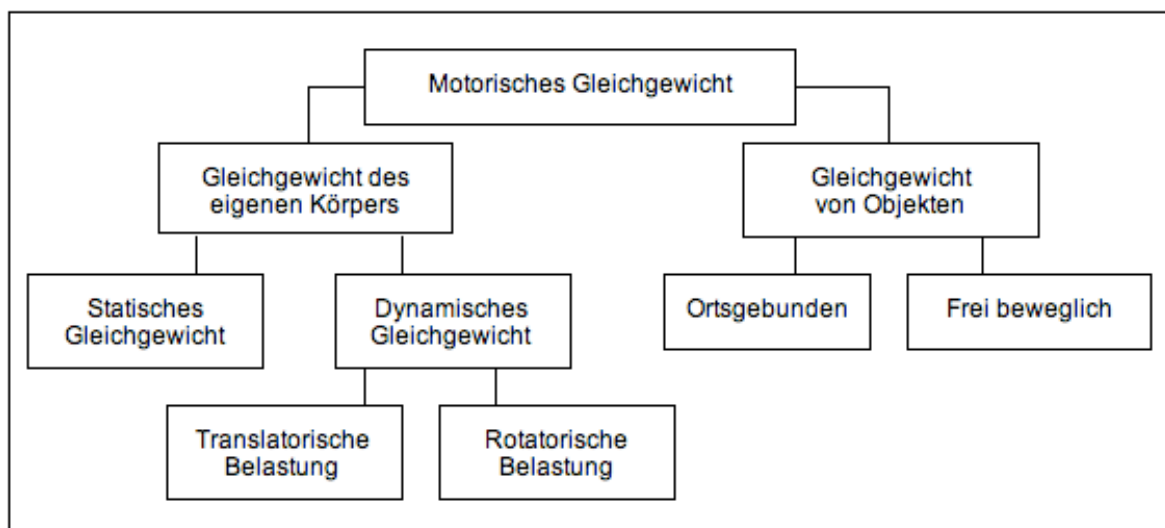 Motorisches Gleichgewicht
Gleichgewicht des
eigenen Körpers
Gleichgewicht
von Objekten
Statisches
Gleichgewicht
Dynamisches
Gleichgewicht
Ortsgebunden
Frei beweglich
Translatorische
Belastung
Rotatorische
Belastung